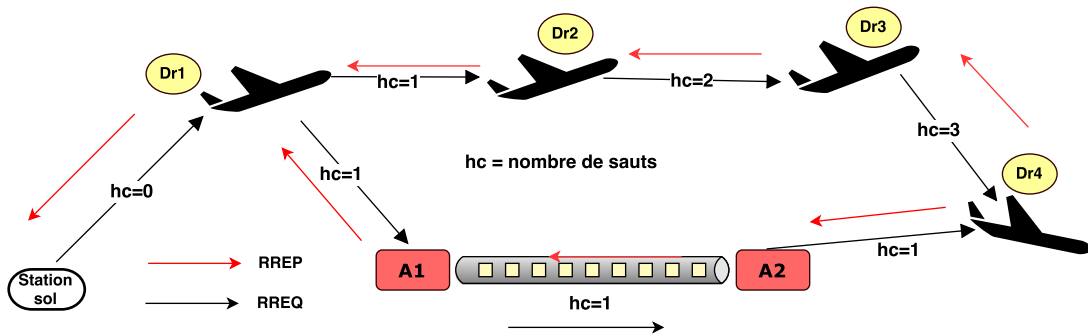 Dr1
Dr2
Dr3
hc=1
hc=2
hc=0
hc=1
hc = nombre de sauts
hc=3
Dr4
Station
sol
RREP
RREQ
A1
A2
hc=1
hc=1